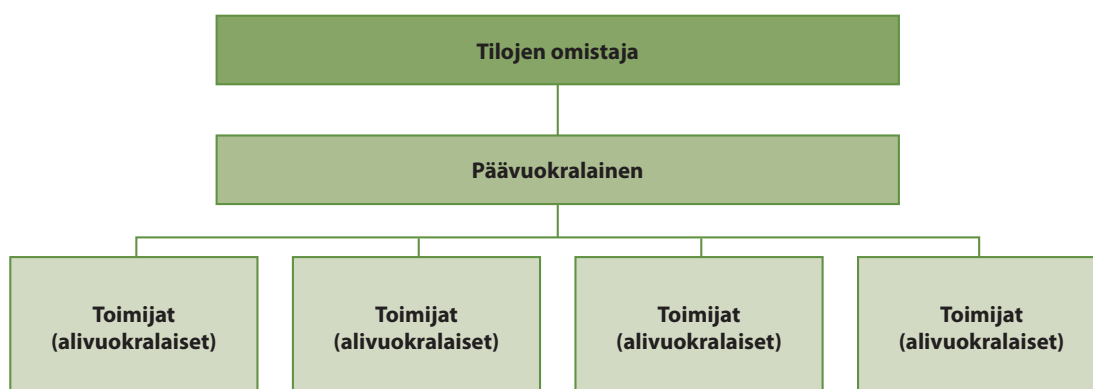 Tilojen omistaja
Päävuokralainen
Toimijat
(alivuokralaiset)
Toimijat
(alivuokralaiset)
Toimijat
(alivuokralaiset)
Toimijat
(alivuokralaiset)